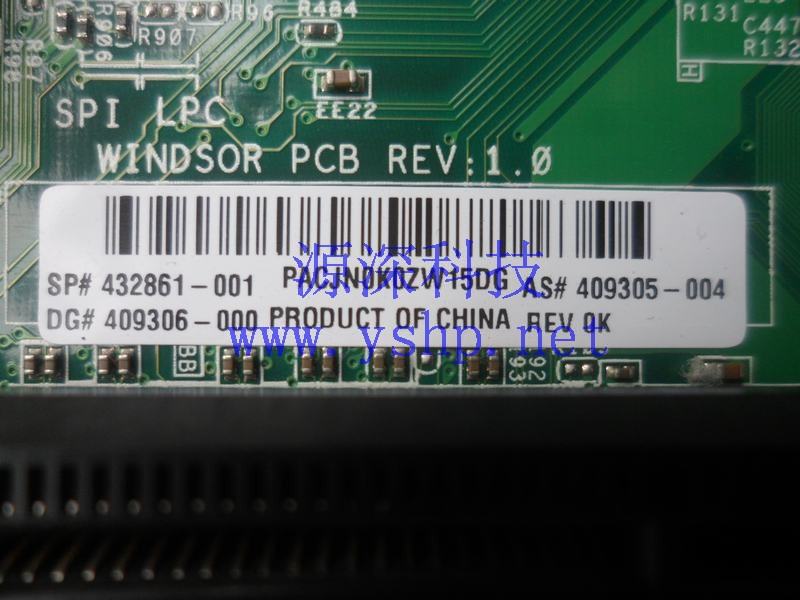 R96 R484
R907
R906
R97
R98
R131
C447
R132
H
EE22
SPI LPC
WINDSOR PCB REV:1.0
源深科技
SP# 432861-001 PACJN0K0ZW15DG AS# 409305-004
DG# 409306-000 PRODUCT OF CHINA REV 0K
www.yshp.net
BB
93
92